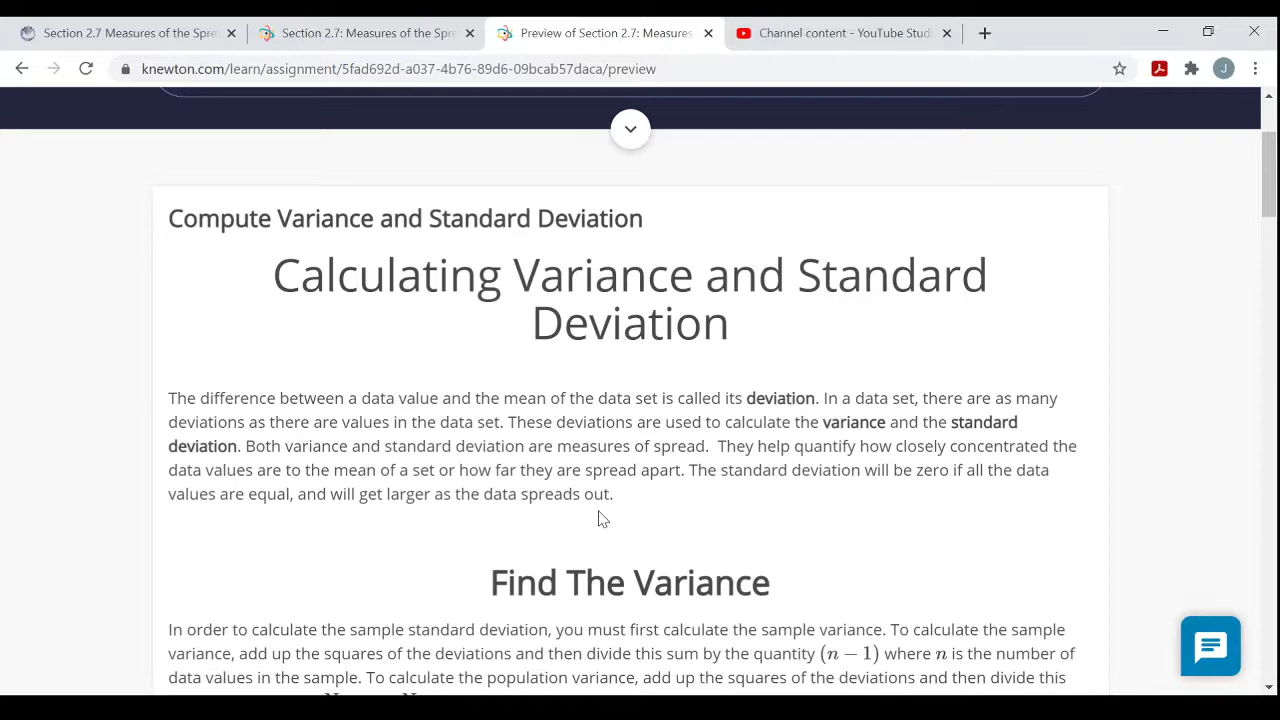 Section 2.7 Measures of the Spre
Section 2.7: Measures of the Spre
Preview of Section 2.7: Measures
Channel content - YouTube Studi
knewton.com/learn/assignment/5fad692d-a037-4b76-89d6-09bcab57daca/preview
J
Compute Variance and Standard Deviation
Calculating Variance and Standard
Deviation
The difference between a data value and the mean of the data set is called its deviation. In a data set, there are as many
deviations as there are values in the data set. These deviations are used to calculate the variance and the standard
deviation. Both variance and standard deviation are measures of spread. They help quantify how closely concentrated the
data values are to the mean of a set or how far they are spread apart. The standard deviation will be zero if all the data
values are equal, and will get larger as the data spreads out.
Find The Variance
In order to calculate the sample standard deviation, you must first calculate the sample variance. To calculate the sample
variance, add up the squares of the deviations and then divide this sum by the quantity (n − 1) where n is the number of
data values in the sample. To calculate the population variance, add up the squares of the deviations and then divide this